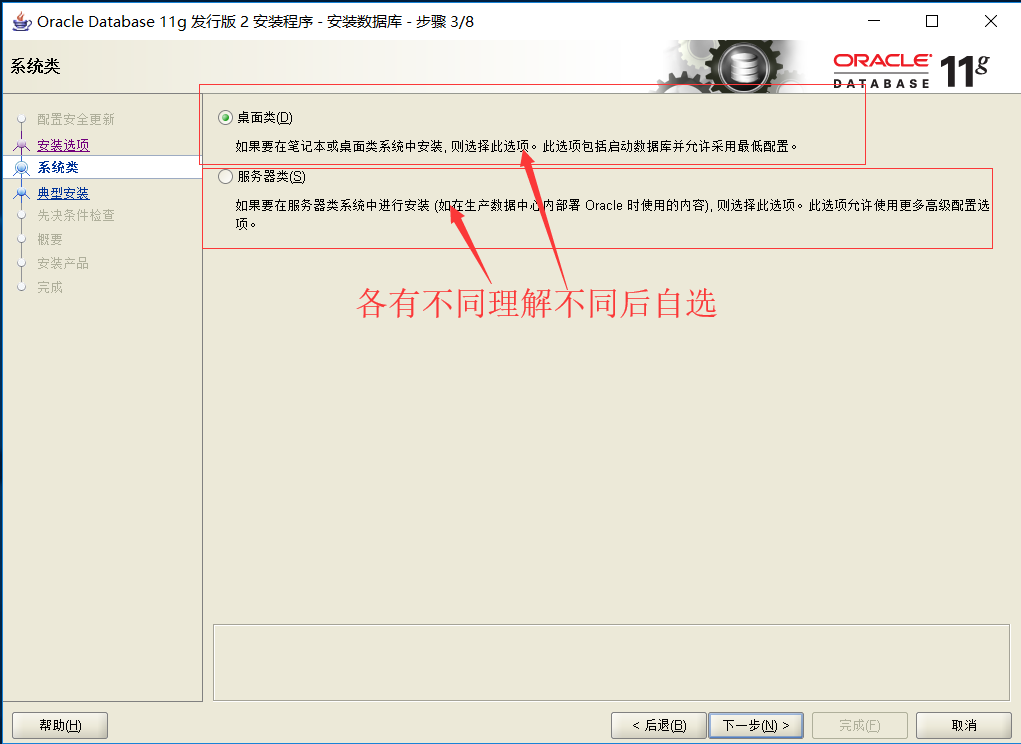 Oracle Database 11g 发行版 2 安装程序 - 安装数据库 - 步骤 3/8
系统类
ORACLE
DATABASE
11g
配置安全更新
安装选项
系统类
典型安装
先决条件检查
概要
安装产品
完成
桌面类(D)
如果要在笔记本或桌面类系统中安装, 则选择此选项。此选项包括启动数据库并允许采用最低配置。
服务器类(S)
如果要在服务器类系统中进行安装 (如在生产数据中心内部署 Oracle 时使用的内容), 则选择此选项。此选项允许使用更多高级配置选
项。
各有不同理解不同后自选
帮助(H)
< 后退(B)
下一步(N) >
完成(F)
取消